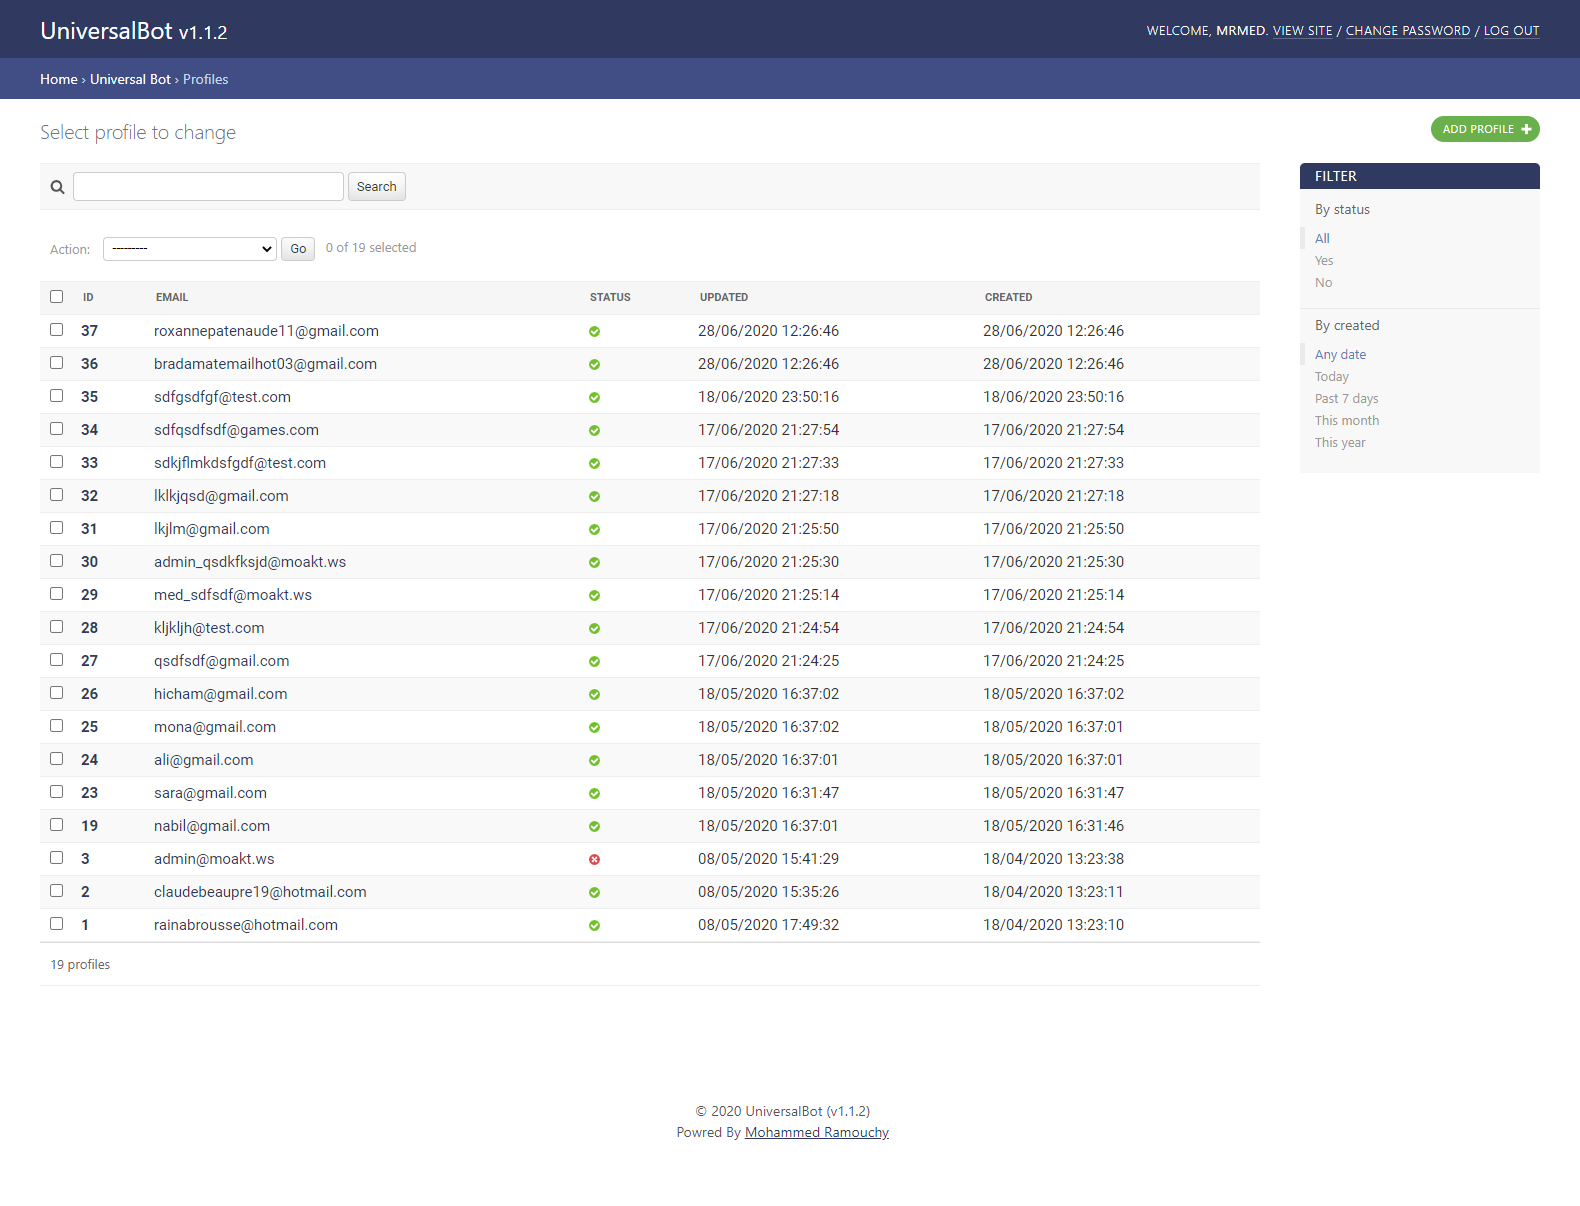 UniversalBot v1.1.2
WELCOME, MRMED. VIEW SITE / CHANGE PASSWORD / LOG OUT
Home › Universal Bot › Profiles
Select profile to change
ADD PROFILE
Search
Action: --------- Go 0 of 19 selected
ID EMAIL STATUS UPDATED CREATED
37 roxannepatenaude11@gmail.com 28/06/2020 12:26:46 28/06/2020 12:26:46
36 bradamatemailhot03@gmail.com 28/06/2020 12:26:46 28/06/2020 12:26:46
35 sdfgsdfgf@test.com 18/06/2020 23:50:16 18/06/2020 23:50:16
34 sdfqsdfsdf@games.com 17/06/2020 21:27:54 17/06/2020 21:27:54
33 sdkjflmkdsfgdf@test.com 17/06/2020 21:27:33 17/06/2020 21:27:33
32 lklkjqsd@gmail.com 17/06/2020 21:27:18 17/06/2020 21:27:18
31 lkjlm@gmail.com 17/06/2020 21:25:50 17/06/2020 21:25:50
30 admin_qsdkfksjd@moakt.ws 17/06/2020 21:25:30 17/06/2020 21:25:30
29 med_sdfsdf@moakt.ws 17/06/2020 21:25:14 17/06/2020 21:25:14
28 kljkljh@test.com 17/06/2020 21:24:54 17/06/2020 21:24:54
27 qsdfsdf@gmail.com 17/06/2020 21:24:25 17/06/2020 21:24:25
26 hicham@gmail.com 18/05/2020 16:37:02 18/05/2020 16:37:02
25 mona@gmail.com 18/05/2020 16:37:02 18/05/2020 16:37:01
24 ali@gmail.com 18/05/2020 16:37:01 18/05/2020 16:37:01
23 sara@gmail.com 18/05/2020 16:31:47 18/05/2020 16:31:47
19 nabil@gmail.com 18/05/2020 16:37:01 18/05/2020 16:31:46
3 admin@moakt.ws 08/05/2020 15:41:29 18/04/2020 13:23:38
2 claudebeaupre19@hotmail.com 08/05/2020 15:35:26 18/04/2020 13:23:11
1 rainabrousse@hotmail.com 08/05/2020 17:49:32 18/04/2020 13:23:10
19 profiles
FILTER
By status
All
Yes
No
By created
Any date
Today
Past 7 days
This month
This year
© 2020 UniversalBot (v1.1.2)
Powred By Mohammed Ramouchy